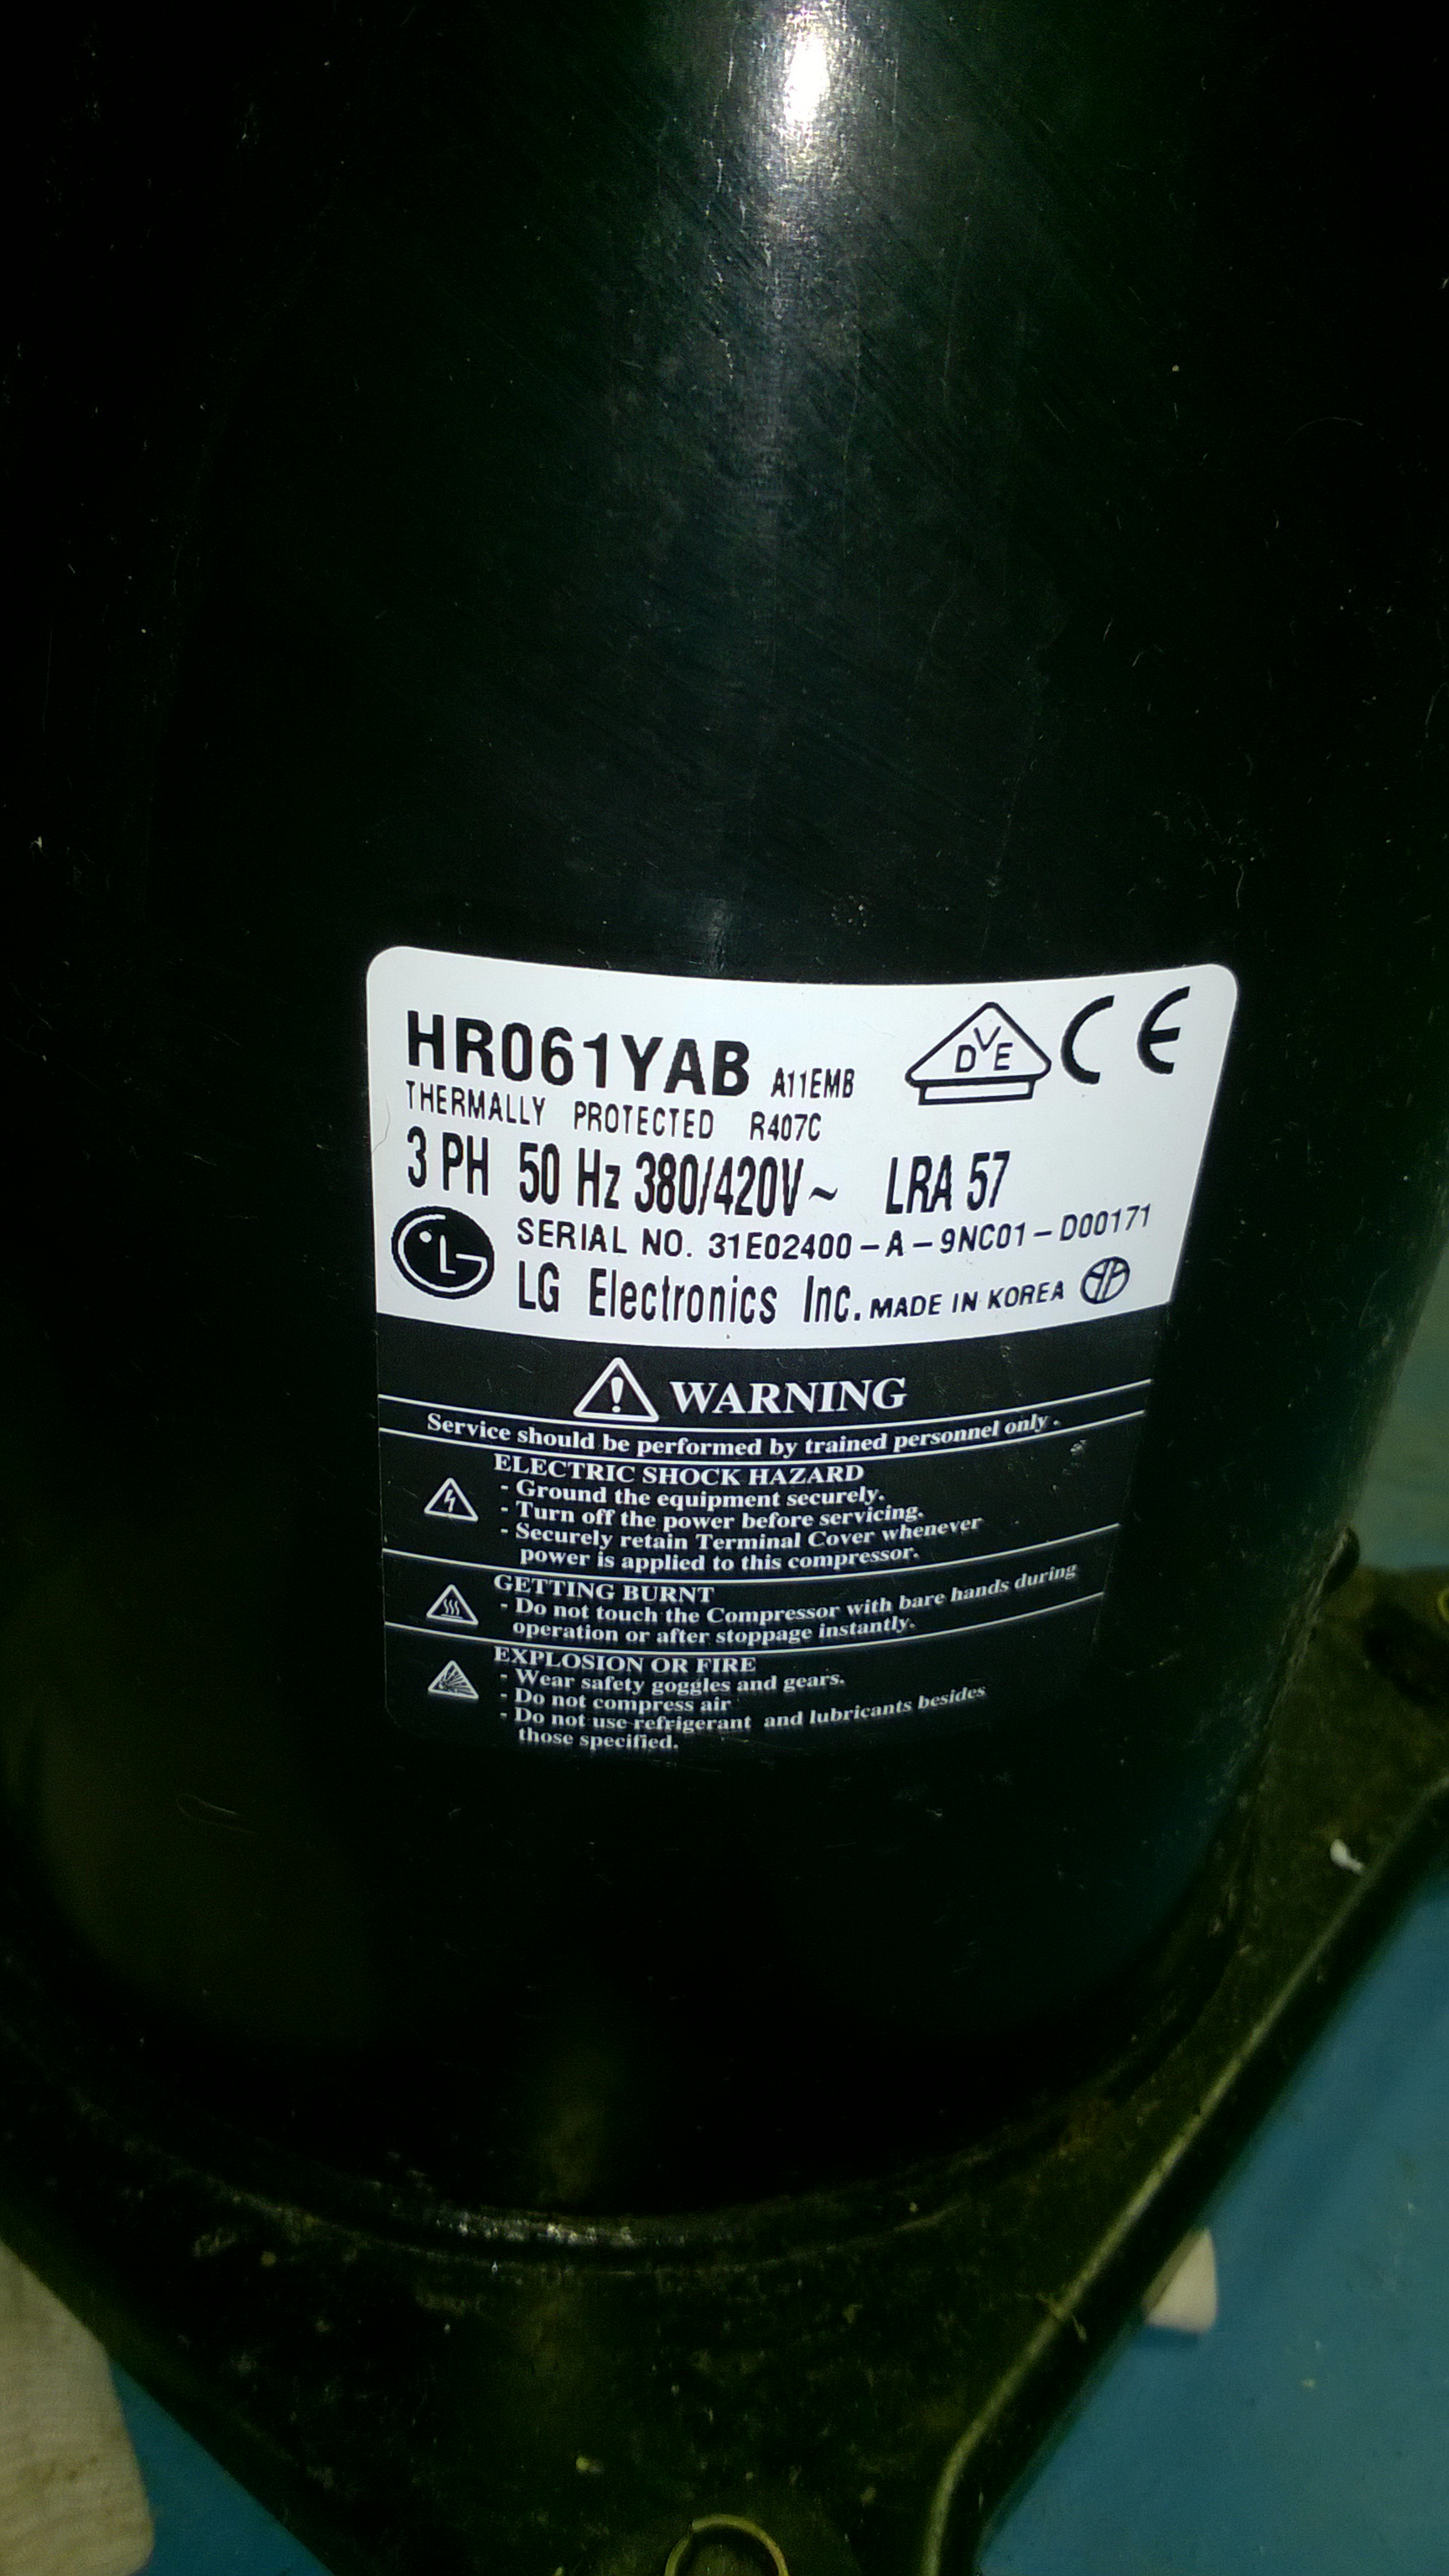 HR061YAB A11EMB
DVE CE
THERMALLY PROTECTED R407C
3 PH 50 Hz 380/420V~ LRA 57
SERIAL NO. 31E02400-A-9NC01-D00171
LG
LG Electronics Inc. MADE IN KOREA
WARNING
Service should be performed by trained personnel only.
ELECTRIC SHOCK HAZARD
- Ground the equipment securely.
- Turn off the power before servicing.
- Securely retain Terminal Cover whenever
power is applied to this compressor.
GETTING BURNT
- Do not touch the Compressor with bare hands during
operation or after stoppage instantly.
EXPLOSION OR FIRE
- Wear safety goggles and gears.
- Do not compress air
- Do not use refrigerant and lubricants besides
those specified.